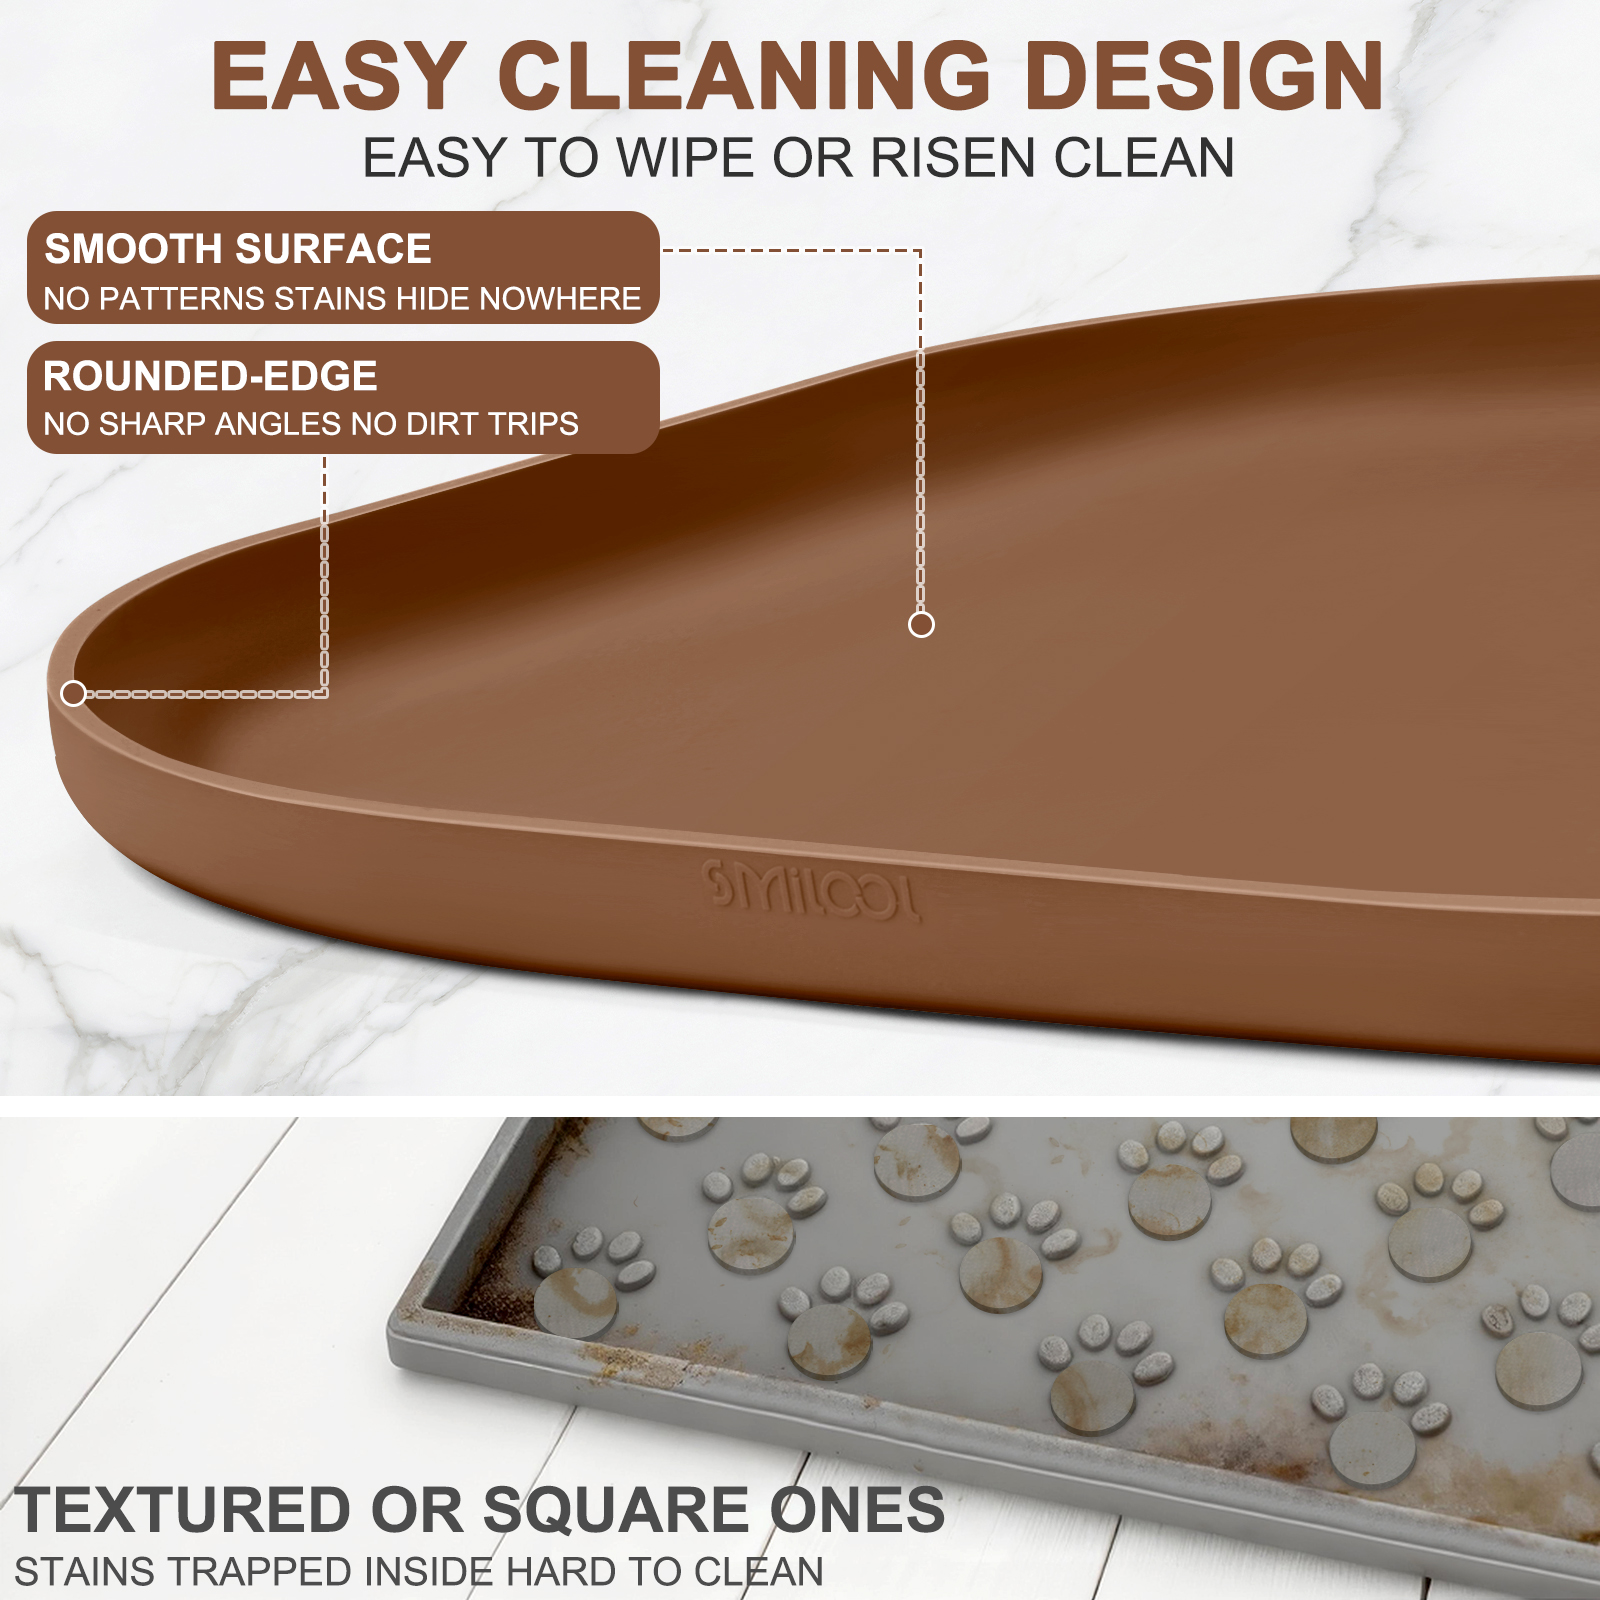 EASY CLEANING DESIGN
EASY TO WIPE OR RISEN CLEAN
SMOOTH SURFACE
NO PATTERNS STAINS HIDE NOWHERE
ROUNDED-EDGE
NO SHARP ANGLES NO DIRT TRIPS
SMiLCOL
TEXTURED OR SQUARE ONES
STAINS TRAPPED INSIDE HARD TO CLEAN